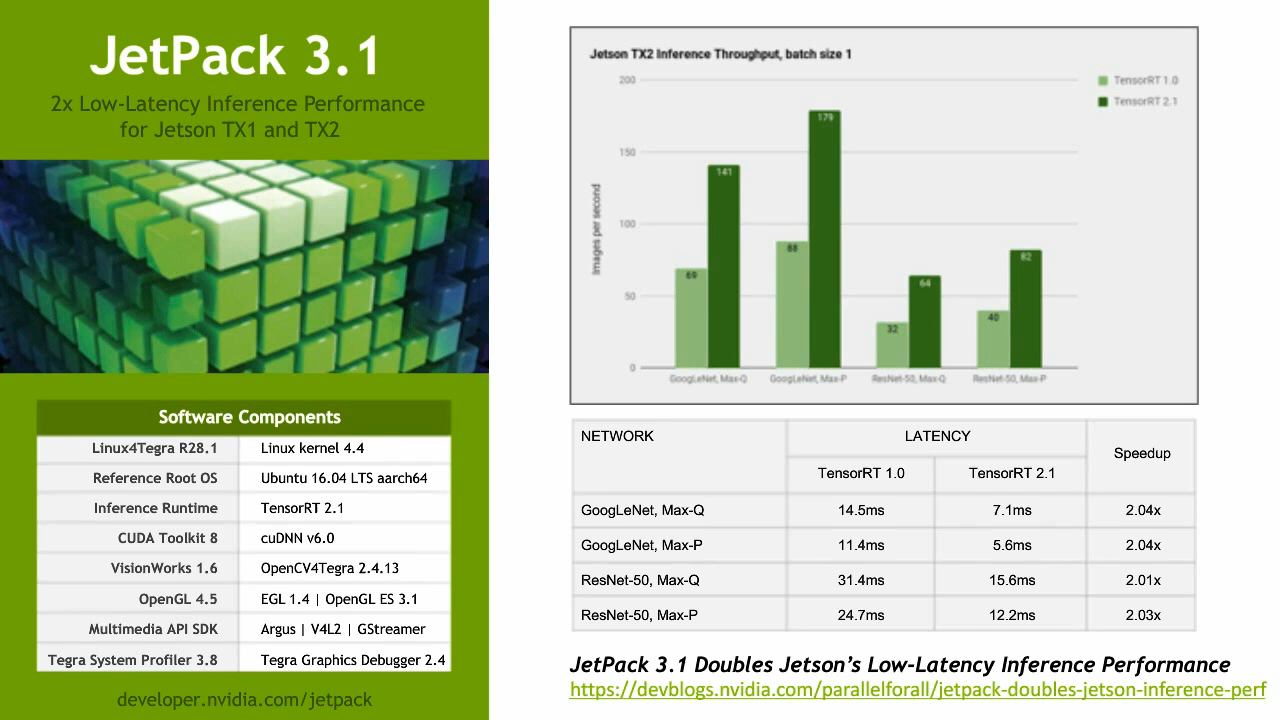 JetPack 3.1
2x Low-Latency Inference Performance
for Jetson TX1 and TX2
Software Components
Linux4Tegra R28.1 Linux kernel 4.4
Reference Root OS Ubuntu 16.04 LTS aarch64
Inference Runtime TensorRT 2.1
CUDA Toolkit 8 cuDNN v6.0
VisionWorks 1.6 OpenCV4Tegra 2.4.13
OpenGL 4.5 EGL 1.4 | OpenGL ES 3.1
Multimedia API SDK Argus | V4L2 | GStreamer
Tegra System Profiler 3.8 Tegra Graphics Debugger 2.4
developer.nvidia.com/jetpack
Jetson TX2 Inference Throughput, batch size 1
TensorRT 1.0
TensorRT 2.1
Images per second
200
150
100
50
0
69
141
88
179
32
64
40
82
GoogLeNet, Max-Q GoogLeNet, Max-P ResNet-50, Max-Q ResNet-50, Max-P
NETWORK LATENCY Speedup
TensorRT 1.0 TensorRT 2.1
GoogLeNet, Max-Q 14.5ms 7.1ms 2.04x
GoogLeNet, Max-P 11.4ms 5.6ms 2.04x
ResNet-50, Max-Q 31.4ms 15.6ms 2.01x
ResNet-50, Max-P 24.7ms 12.2ms 2.03x
JetPack 3.1 Doubles Jetson's Low-Latency Inference Performance
https://devblogs.nvidia.com/parallelforall/jetpack-doubles-jetson-inference-perf